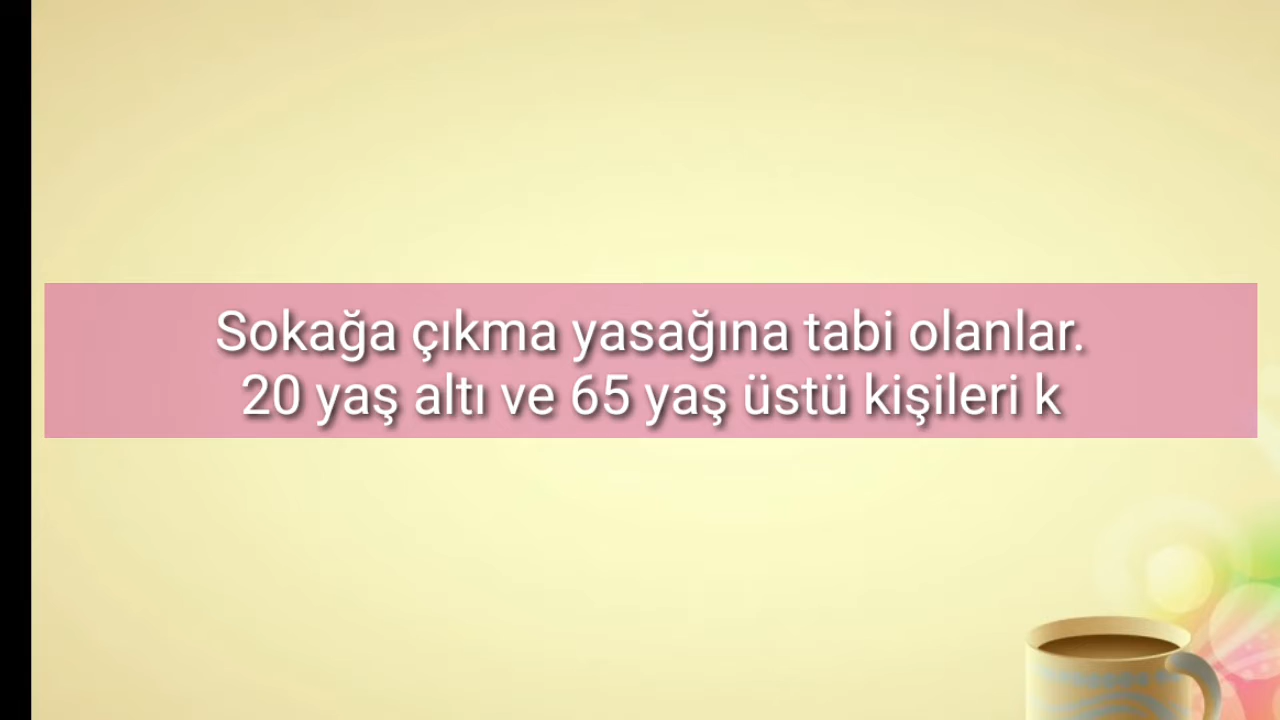 Sokağa çıkma yasağına tabi olanlar.
20 yaş altı ve 65 yaş üstü kişileri k